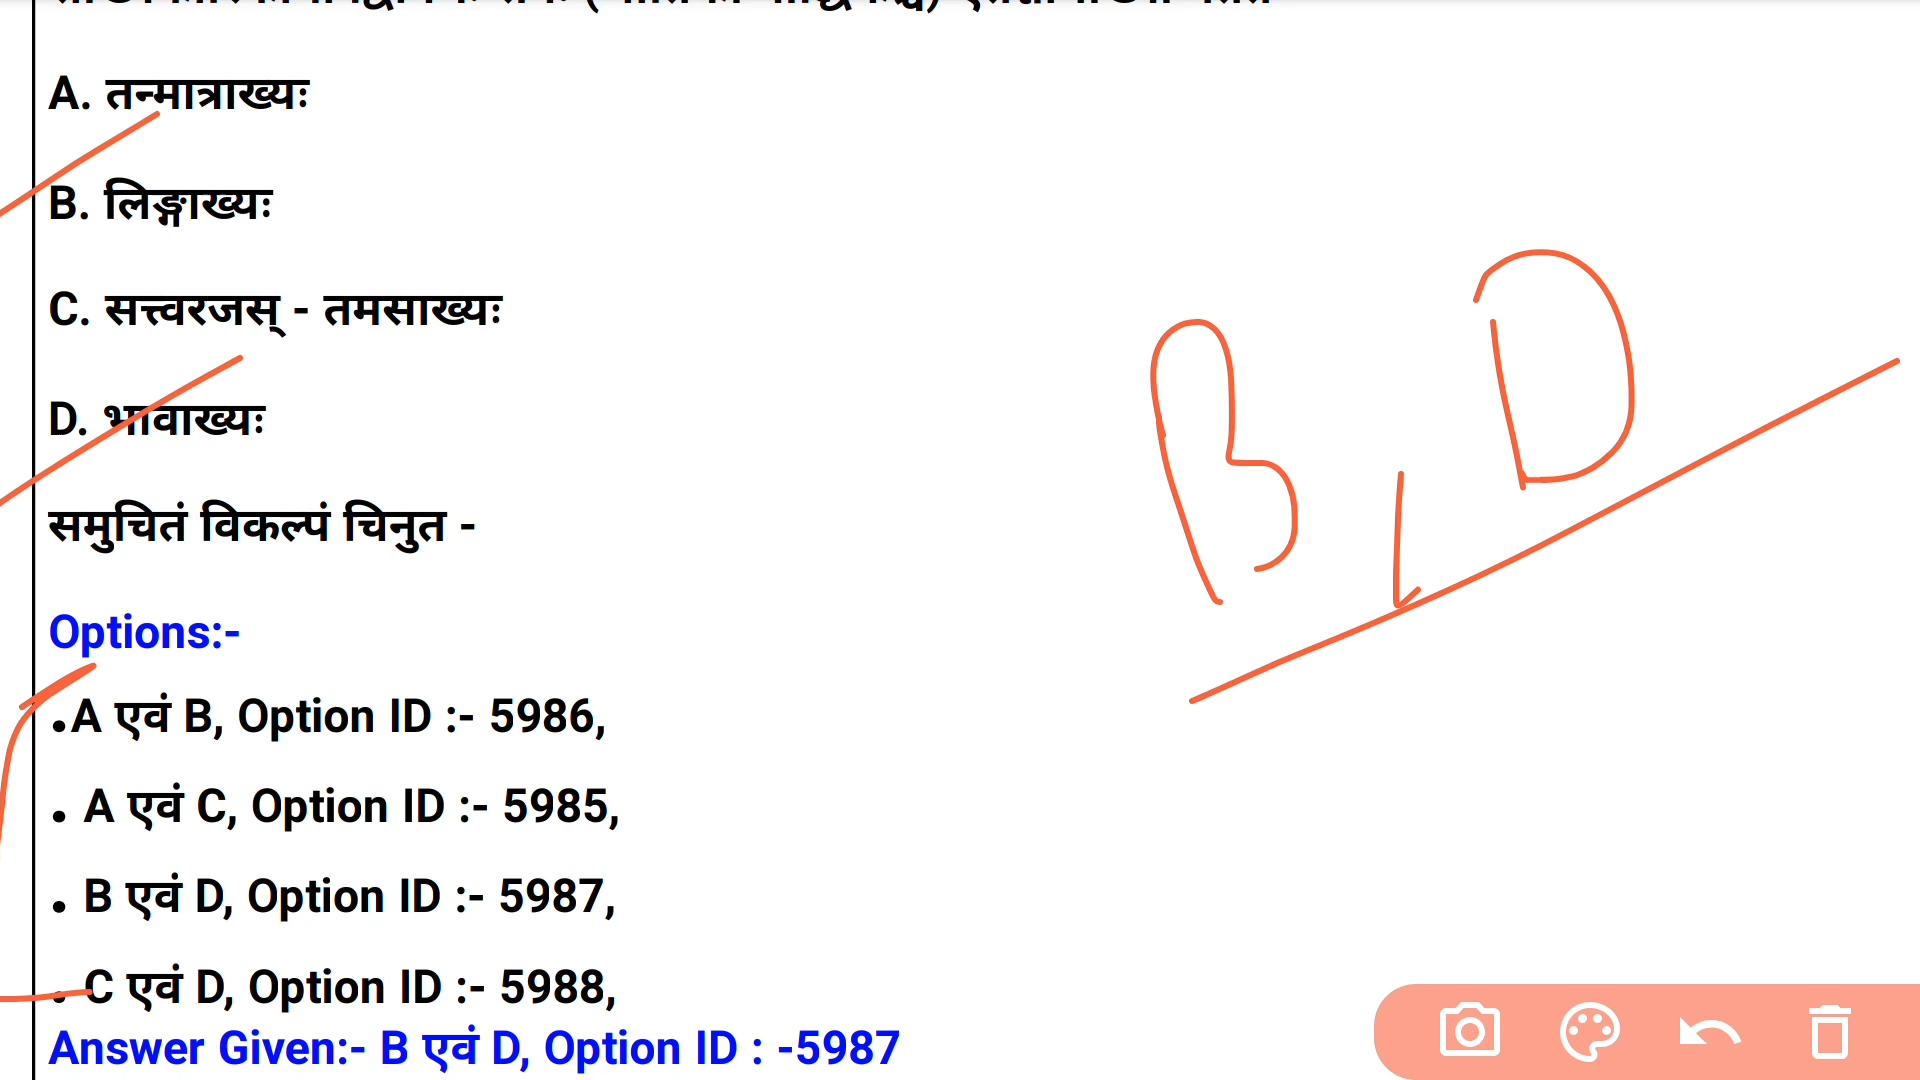 A. तन्मात्राख्यः
B. लिङ्गाख्यः
C. सत्त्वरजस् - तमसाख्यः
D. भावाख्यः
समुचितं विकल्पं चिनुत -
B, D
Options:-
• A एवं B, Option ID :- 5986,
• A एवं C, Option ID :- 5985,
• B एवं D, Option ID :- 5987,
• C एवं D, Option ID :- 5988,
Answer Given:- B एवं D, Option ID : -5987